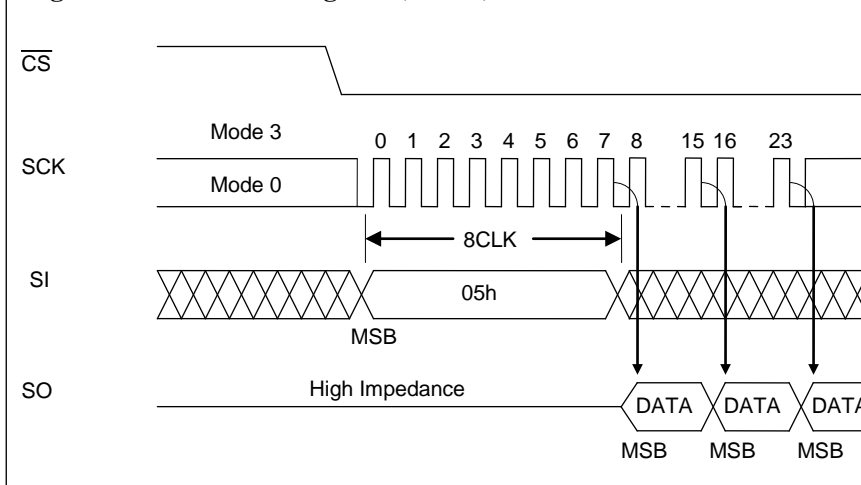 CS
Mode 3
0 1 2 3 4 5 6 7 8 15 16 23
SCK
Mode 0
8CLK
SI
05h
MSB
SO
High Impedance
DATA DATA DATA
MSB MSB MSB